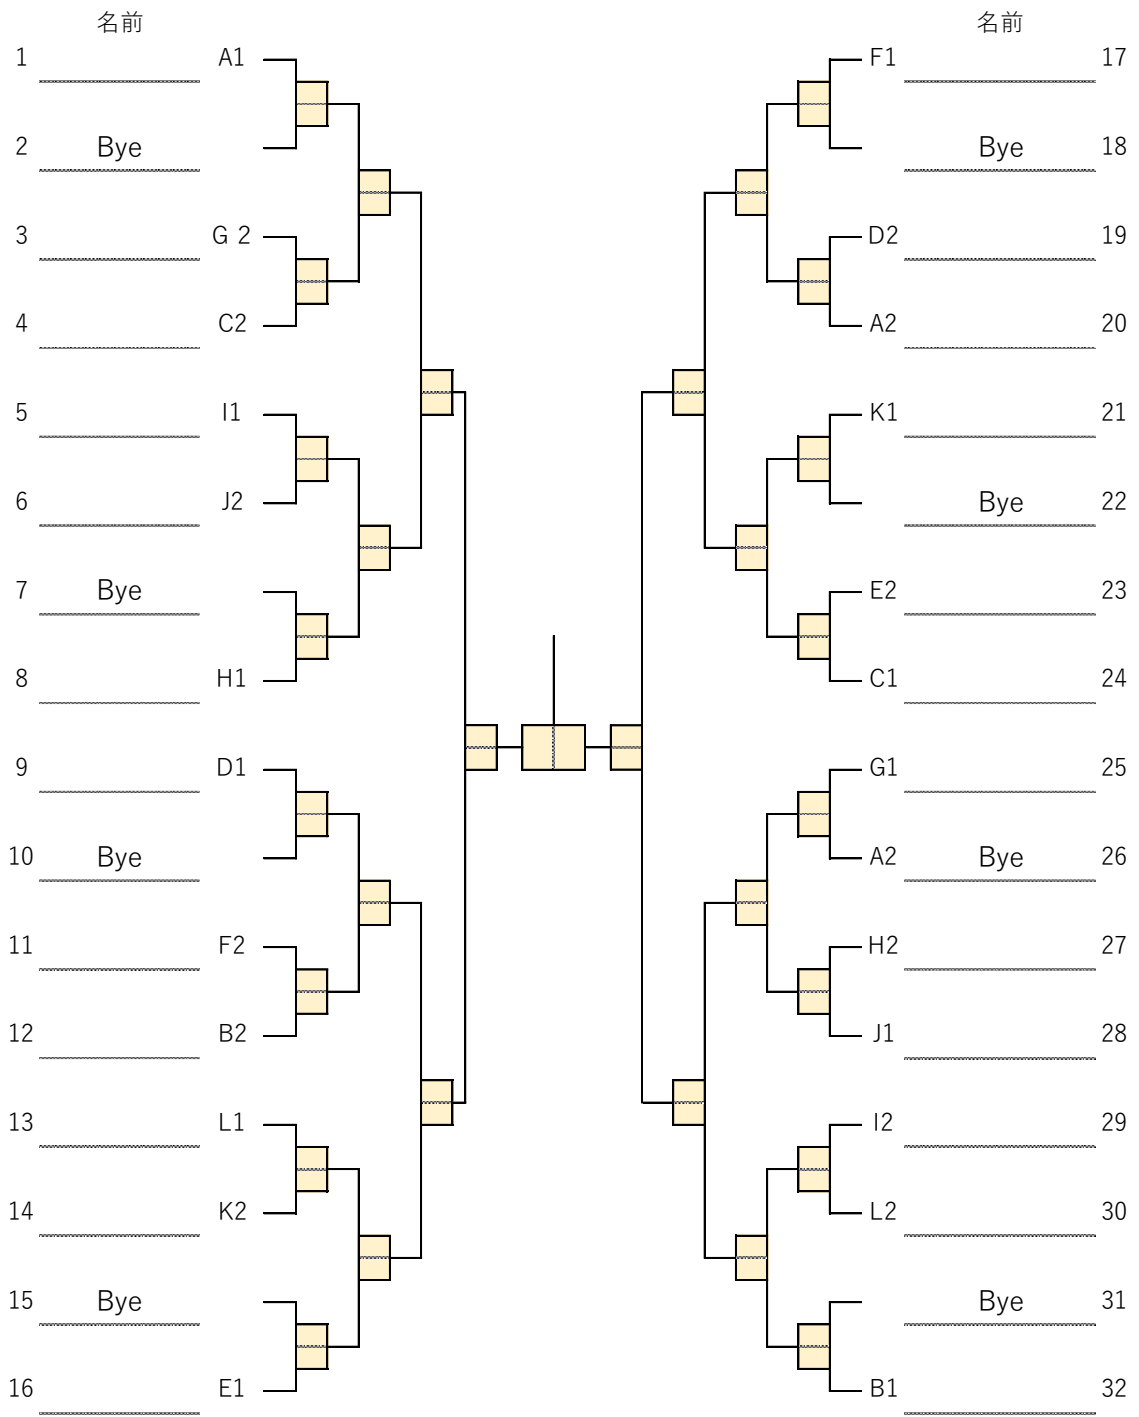 名前
1 A1
2 Bye
3 G 2
4 C2
5 I1
6 J2
7 Bye
8 H1
9 D1
10 Bye
11 F2
12 B2
13 L1
14 K2
15 Bye
16 E1
名前
F1 17
Bye 18
D2 19
A2 20
K1 21
Bye 22
E2 23
C1 24
G1 25
A2 Bye 26
H2 27
J1 28
I2 29
L2 30
Bye 31
B1 32